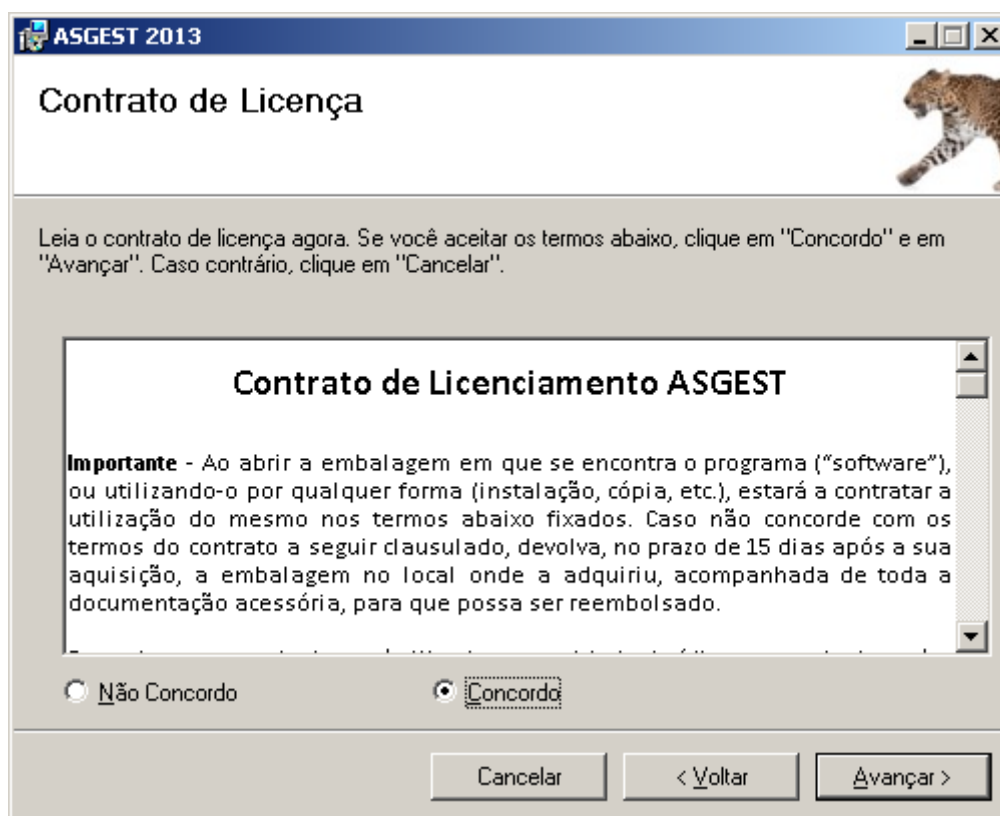 ASGEST 2013
Contrato de Licença
Leia o contrato de licença agora. Se você aceitar os termos abaixo, clique em "Concordo" e em
"Avançar". Caso contrário, clique em "Cancelar".
Contrato de Licenciamento ASGEST
Importante - Ao abrir a embalagem em que se encontra o programa (“software”),
ou utilizando-o por qualquer forma (instalação, cópia, etc.), estará a contratar a
utilização do mesmo nos termos abaixo fixados. Caso não concorde com os
termos do contrato a seguir clausulado, devolva, no prazo de 15 dias após a sua
aquisição, a embalagem no local onde a adquiriu, acompanhada de toda a
documentação acessória, para que possa ser reembolsado.
Não Concordo
Concordo
Cancelar
< Voltar
Avançar >